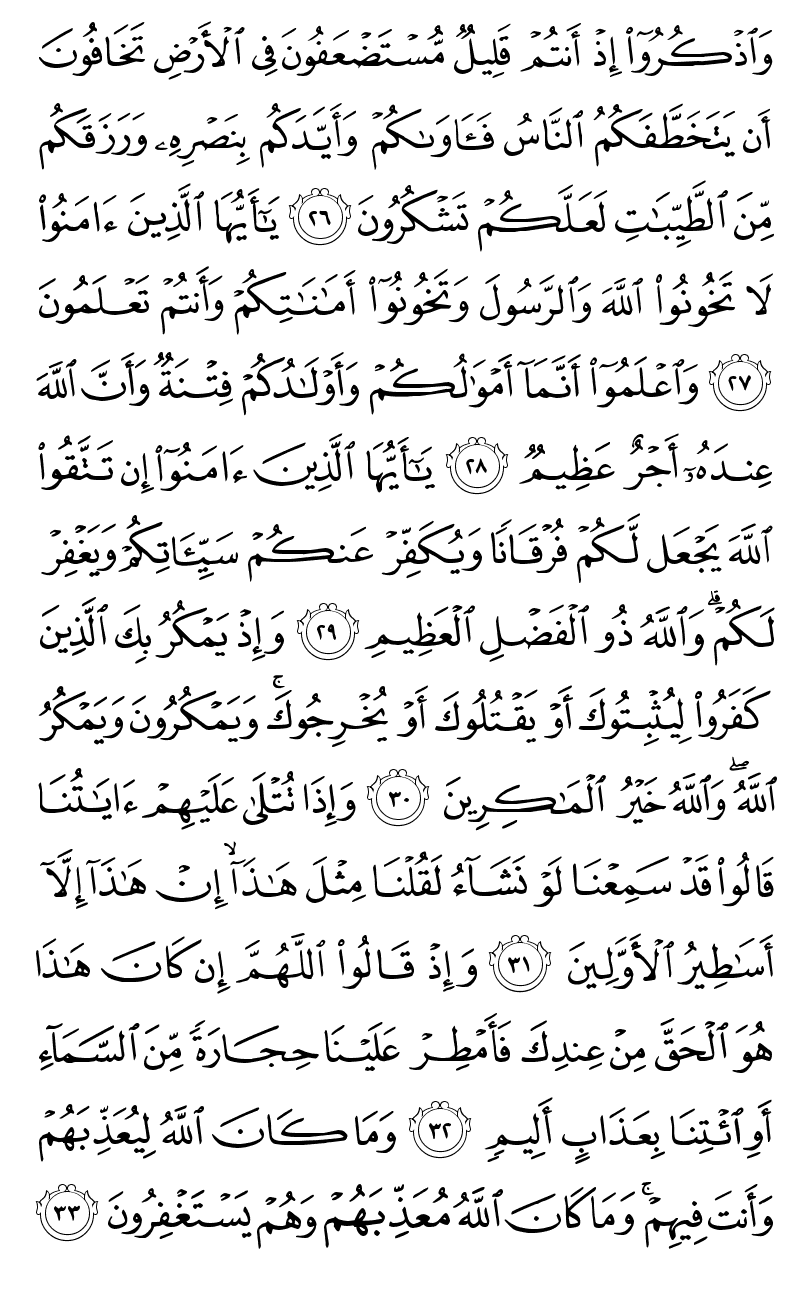 وَٱذْكُرُوٓا۟ إِذْ أَنتُمْ قَلِيلٌ مُّسْتَضْعَفُونَ فِى ٱلْأَرْضِ تَخَافُونَ
أَن يَتَخَطَّفَكُمُ ٱلنَّاسُ فَـَٔاوَىٰكُمْ وَأَيَّدَكُم بِنَصْرِهِۦ وَرَزَقَكُم
مِّنَ ٱلطَّيِّبَـٰتِ لَعَلَّكُمْ تَشْكُرُونَ ٢٦ يَـٰٓأَيُّهَا ٱلَّذِينَ ءَامَنُوا۟
لَا تَخُونُوا۟ ٱللَّهَ وَٱلرَّسُولَ وَتَخُونُوٓا۟ أَمَـٰنَـٰتِكُمْ وَأَنتُمْ تَعْلَمُونَ
٢٧ وَٱعْلَمُوٓا۟ أَنَّمَآ أَمْوَٰلُكُمْ وَأَوْلَـٰدُكُمْ فِتْنَةٌ وَأَنَّ ٱللَّهَ
عِندَهُۥٓ أَجْرٌ عَظِيمٌ ٢٨ يَـٰٓأَيُّهَا ٱلَّذِينَ ءَامَنُوٓا۟ إِن تَتَّقُوا۟
ٱللَّهَ يَجْعَل لَّكُمْ فُرْقَانًا وَيُكَفِّرْ عَنكُمْ سَيِّـَٔاتِكُمْ وَيَغْفِرْ
لَكُمْ ۗ وَٱللَّهُ ذُو ٱلْفَضْلِ ٱلْعَظِيمِ ٢٩ وَإِذْ يَمْكُرُ بِكَ ٱلَّذِينَ
كَفَرُوا۟ لِيُثْبِتُوكَ أَوْ يَقْتُلُوكَ أَوْ يُخْرِجُوكَ ۚ وَيَمْكُرُونَ وَيَمْكُرُ
ٱللَّهُ ۖ وَٱللَّهُ خَيْرُ ٱلْمَـٰكِرِينَ ٣٠ وَإِذَا تُتْلَىٰ عَلَيْهِمْ ءَايَـٰتُنَا
قَالُوا۟ قَدْ سَمِعْنَا لَوْ نَشَآءُ لَقُلْنَا مِثْلَ هَـٰذَآ ۙ إِنْ هَـٰذَآ إِلَّآ
أَسَـٰطِيرُ ٱلْأَوَّلِينَ ٣١ وَإِذْ قَالُوا۟ ٱللَّهُمَّ إِن كَانَ هَـٰذَا
هُوَ ٱلْحَقَّ مِنْ عِندِكَ فَأَمْطِرْ عَلَيْنَا حِجَارَةً مِّنَ ٱلسَّمَآءِ
أَوِ ٱئْتِنَا بِعَذَابٍ أَلِيمٍ ٣٢ وَمَا كَانَ ٱللَّهُ لِيُعَذِّبَهُمْ
وَأَنتَ فِيهِمْ ۚ وَمَا كَانَ ٱللَّهُ مُعَذِّبَهُمْ وَهُمْ يَسْتَغْفِرُونَ ٣٣